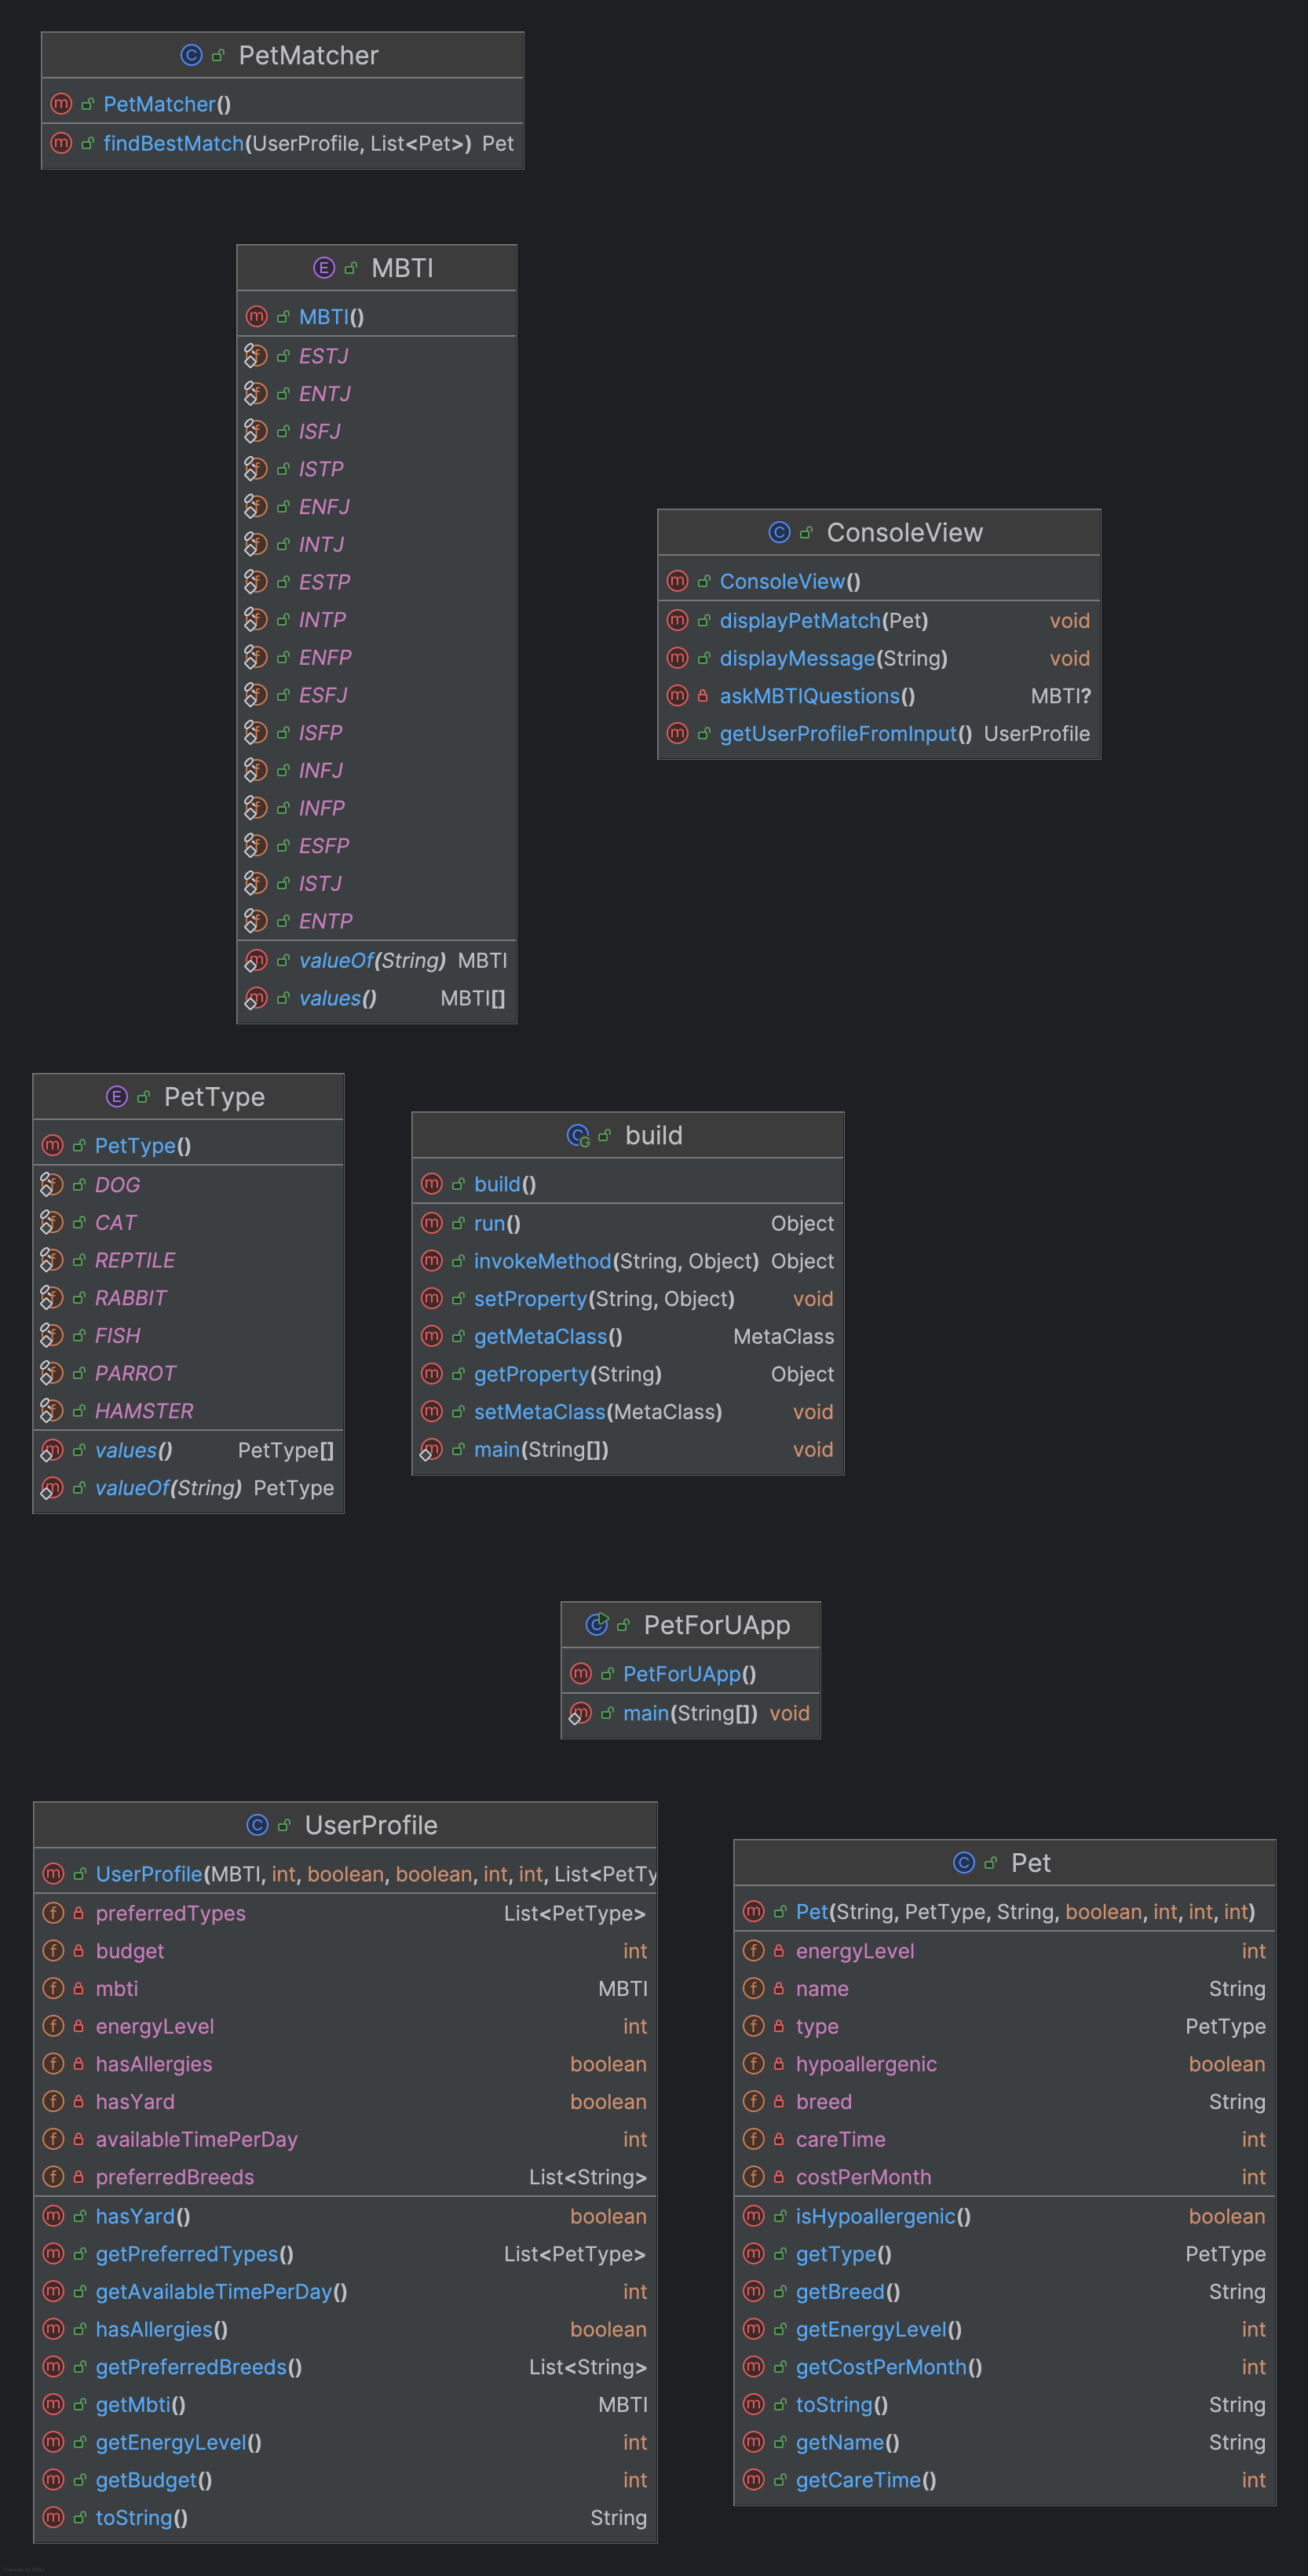 PetMatcher
PetMatcher()
findBestMatch(UserProfile, List<Pet>) Pet
MBTI
MBTI()
ESTJ
ENTJ
ISFJ
ISTP
ENFJ
INTJ
ESTP
INTP
ENFP
ESFJ
ISFP
INFJ
INFP
ESFP
ISTJ
ENTP
valueOf(String) MBTI
values() MBTI[]
ConsoleView
ConsoleView()
displayPetMatch(Pet) void
displayMessage(String) void
askMBTIQuestions() MBTI?
getUserProfileFromInput() UserProfile
PetType
PetType()
DOG
CAT
REPTILE
RABBIT
FISH
PARROT
HAMSTER
values() PetType[]
valueOf(String) PetType
build
build()
run() Object
invokeMethod(String, Object) Object
setProperty(String, Object) void
getMetaClass() MetaClass
getProperty(String) Object
setMetaClass(MetaClass) void
main(String[]) void
PetForUApp
PetForUApp()
main(String[]) void
UserProfile
UserProfile(MBTI, int, boolean, boolean, int, int, List<PetTy
preferredTypes List<PetType>
budget int
mbti MBTI
energyLevel int
hasAllergies boolean
hasYard boolean
availableTimePerDay int
preferredBreeds List<String>
hasYard() boolean
getPreferredTypes() List<PetType>
getAvailableTimePerDay() int
hasAllergies() boolean
getPreferredBreeds() List<String>
getMbti() MBTI
getEnergyLevel() int
getBudget() int
toString() String
Pet
Pet(String, PetType, String, boolean, int, int, int)
energyLevel int
name String
type PetType
hypoallergenic boolean
breed String
careTime int
costPerMonth int
isHypoallergenic() boolean
getType() PetType
getBreed() String
getEnergyLevel() int
getCostPerMonth() int
toString() String
getName() String
getCareTime() int